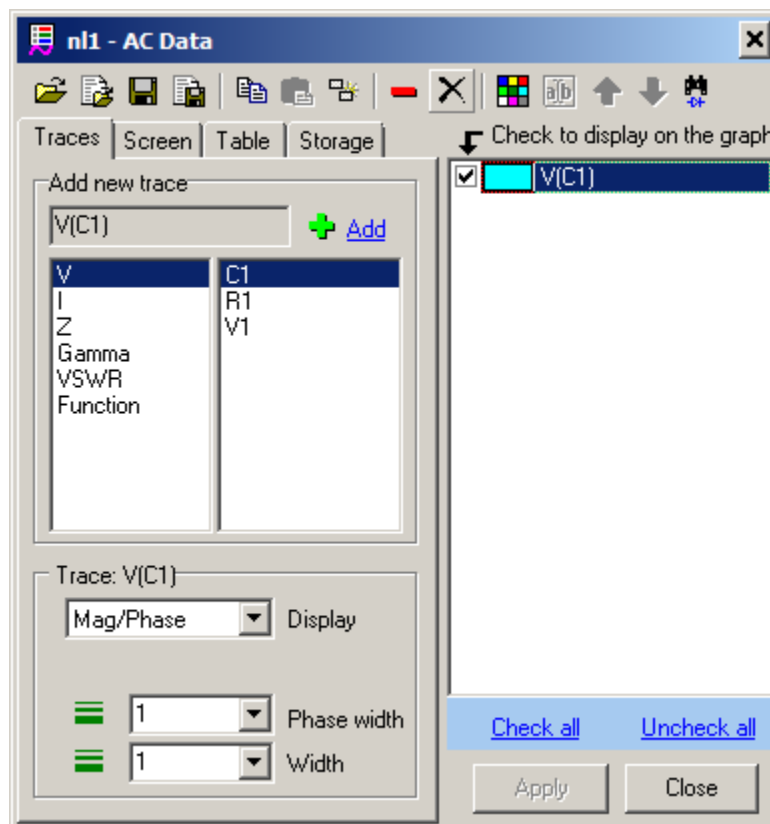 nl1 - AC Data
Traces Screen Table Storage
Check to display on the graph
Add new trace
V(C1)
Add
V
I
Z
Gamma
VSWR
Function
C1
R1
V1
V(C1)
Trace: V(C1)
Mag/Phase Display
1 Phase width
1 Width
Check all Uncheck all
Apply Close